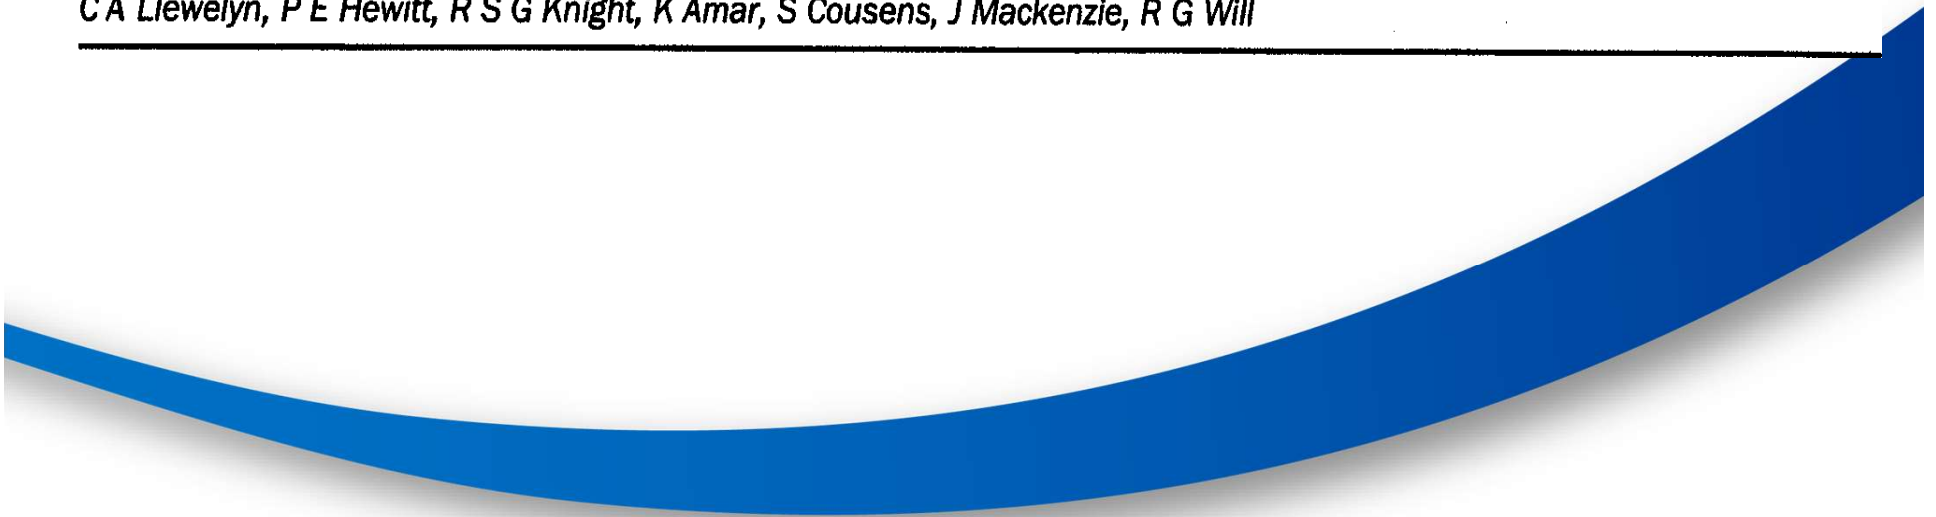 C A Llewelyn, P E Hewitt, R S G Knight, K Amar, S Cousens, J Mackenzie, R G Will